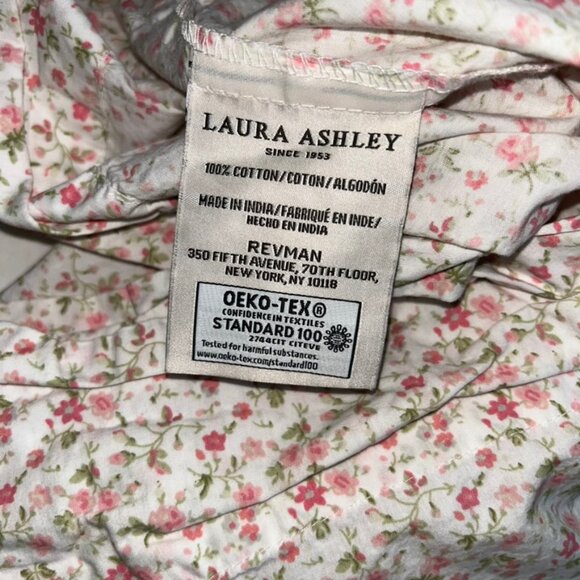 LAURA ASHLEY
SINCE 1953
100% COTTON/COTON/ALGODÓN
MADE IN INDIA/FABRIQUÉ EN INDE/
HECHO EN INDIA
REVMAN
350 FIFTH AVENUE, 70TH FLOOR,
NEW YORK, NY 10118
OEKO-TEX®
CONFIDENCE IN TEXTILES
STANDARD 100
2744CIT CITEVE
Tested for harmful substances.
www.oeko-tex.com/standard100